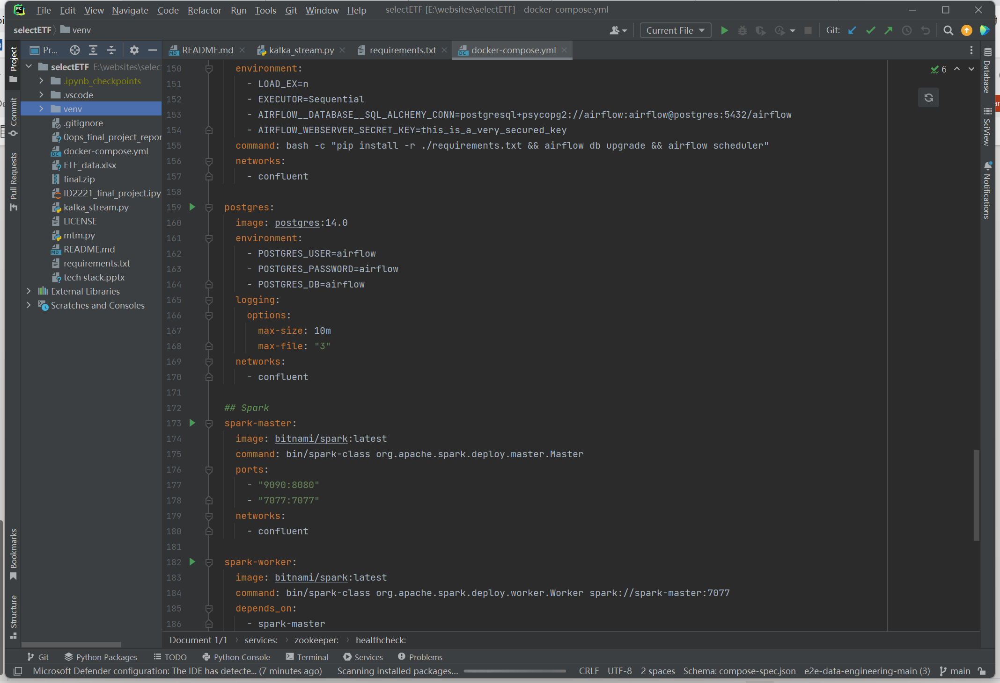 File Edit View Navigate Code Refactor Run Tools Git Window Help selectETF [E:\websites\selectETF] - docker-compose.yml
selectETF venv Current File Git:
Pr... README.md kafka_stream.py requirements.txt docker-compose.yml
Project
Commit
Pull Requests
Bookmarks
Structure
selectETF E:\websites\selec
.ipynb_checkpoints
.vscode
venv
.gitignore
0ops_final_project_repor
docker-compose.yml
ETF_data.xlsx
final.zip
ID2221_final_project.ipy
kafka_stream.py
LICENSE
mtm.py
README.md
requirements.txt
tech stack.pptx
External Libraries
Scratches and Consoles
150 environment:
151 - LOAD_EX=n
152 - EXECUTOR=Sequential
153 - AIRFLOW__DATABASE__SQL_ALCHEMY_CONN=postgresql+psycopg2://airflow:airflow@postgres:5432/airflow
154 - AIRFLOW_WEBSERVER_SECRET_KEY=this_is_a_very_secured_key
155 command: bash -c "pip install -r ./requirements.txt && airflow db upgrade && airflow scheduler"
156 networks:
157 - confluent
158
159 postgres:
160 image: postgres:14.0
161 environment:
162 - POSTGRES_USER=airflow
163 - POSTGRES_PASSWORD=airflow
164 - POSTGRES_DB=airflow
165 logging:
166 options:
167 max-size: 10m
168 max-file: "3"
169 networks:
170 - confluent
171
172 ## Spark
173 spark-master:
174 image: bitnami/spark:latest
175 command: bin/spark-class org.apache.spark.deploy.master.Master
176 ports:
177 - "9090:8080"
178 - "7077:7077"
179 networks:
180 - confluent
181
182 spark-worker:
183 image: bitnami/spark:latest
184 command: bin/spark-class org.apache.spark.deploy.worker.Worker spark://spark-master:7077
185 depends_on:
186 - spark-master
6
Database
SciView
Notifications
Document 1/1 services: zookeeper: healthcheck:
Git Python Packages TODO Python Console Terminal Services Problems
Microsoft Defender configuration: The IDE has detecte... (7 minutes ago) Scanning installed packages... CRLF UTF-8 2 spaces Schema: compose-spec.json e2e-data-engineering-main (3) main